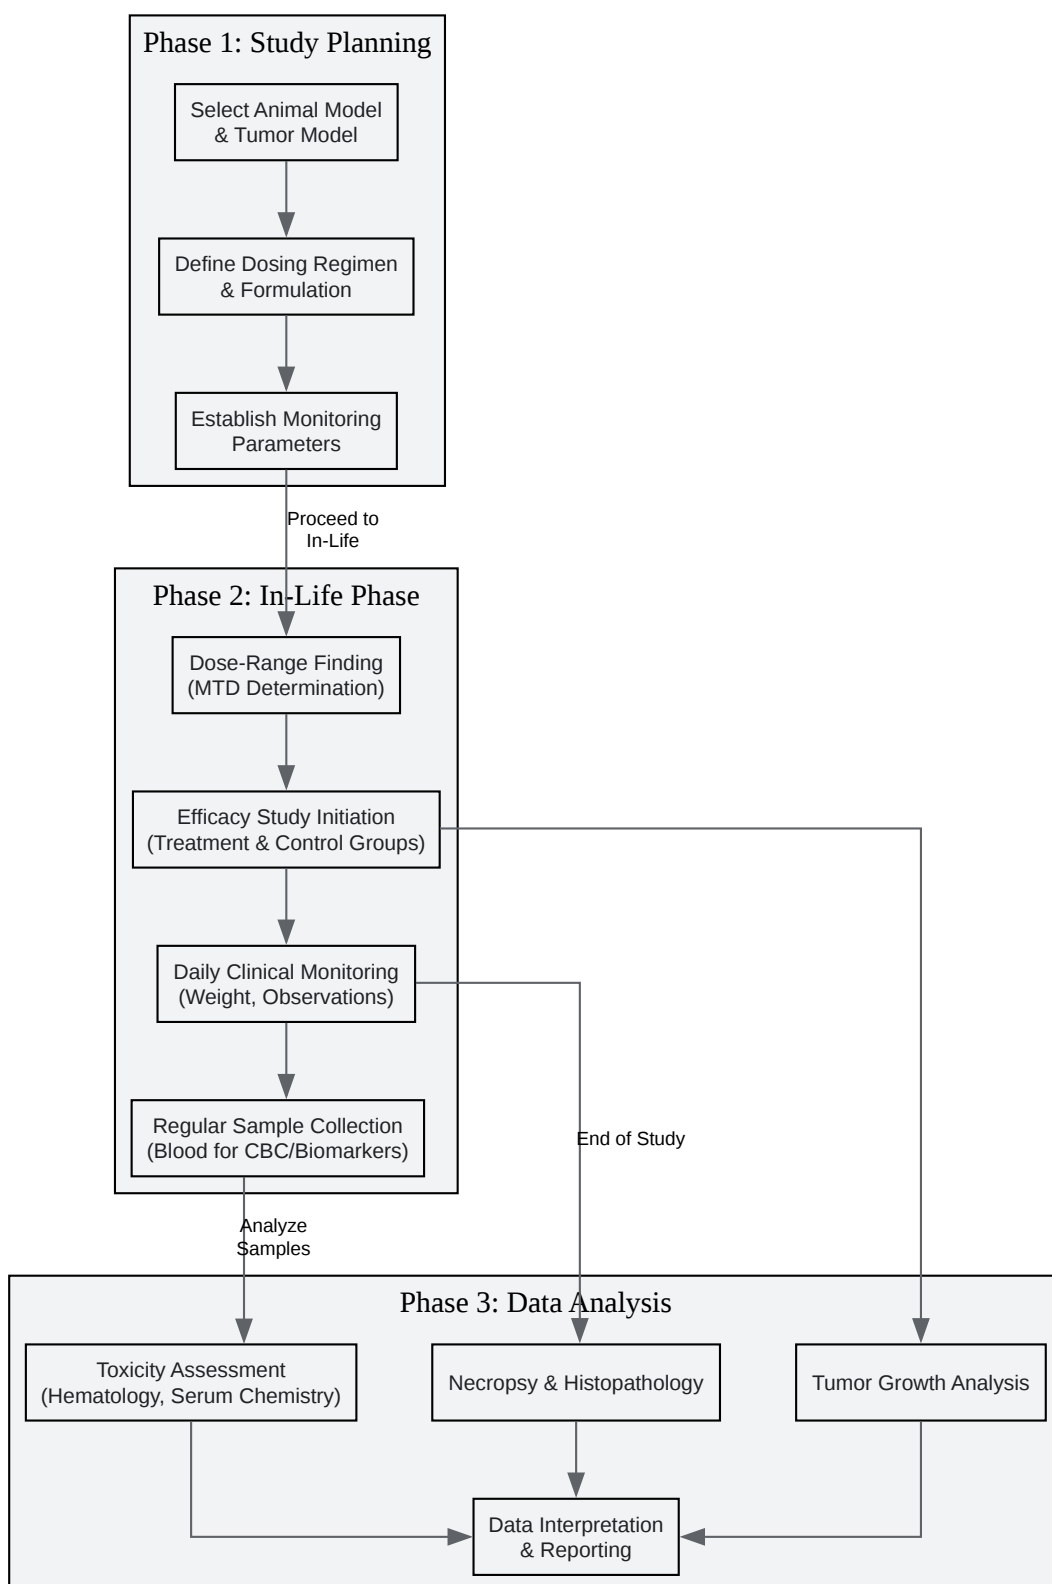 Phase 1: Study Planning
Select Animal Model
& Tumor Model
Define Dosing Regimen
& Formulation
Establish Monitoring
Parameters
Proceed to
In-Life
Phase 2: In-Life Phase
Dose-Range Finding
(MTD Determination)
Efficacy Study Initiation
(Treatment & Control Groups)
Daily Clinical Monitoring
(Weight, Observations)
Regular Sample Collection
(Blood for CBC/Biomarkers)
End of Study
Analyze
Samples
Phase 3: Data Analysis
Toxicity Assessment
(Hematology, Serum Chemistry)
Necropsy & Histopathology
Tumor Growth Analysis
Data Interpretation
& Reporting